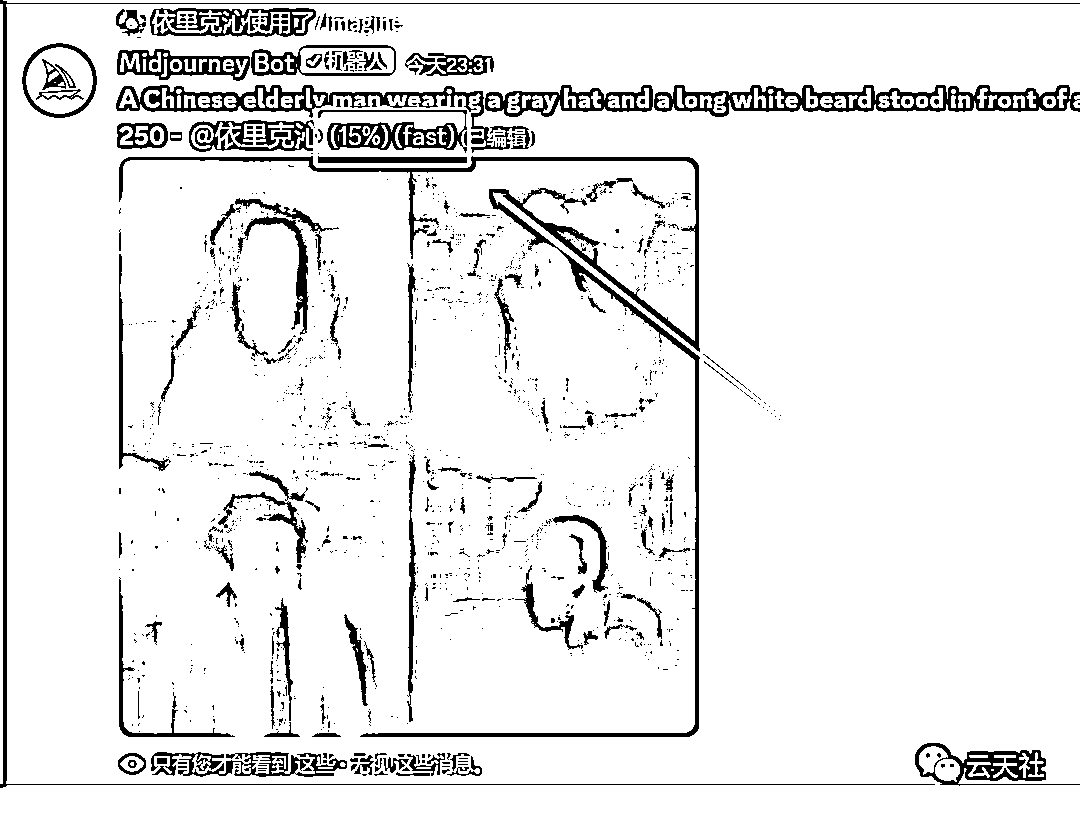 依里克沁使用了/imagine
Midjourney Bot ✓机器人 今天23:31
A Chinese elderly man wearing a gray hat and a long white beard stood in front of a
250 - @依里克沁 (15%) (fast) (已编辑)
只有您才能看到这些 · 无视这些消息。
云天社